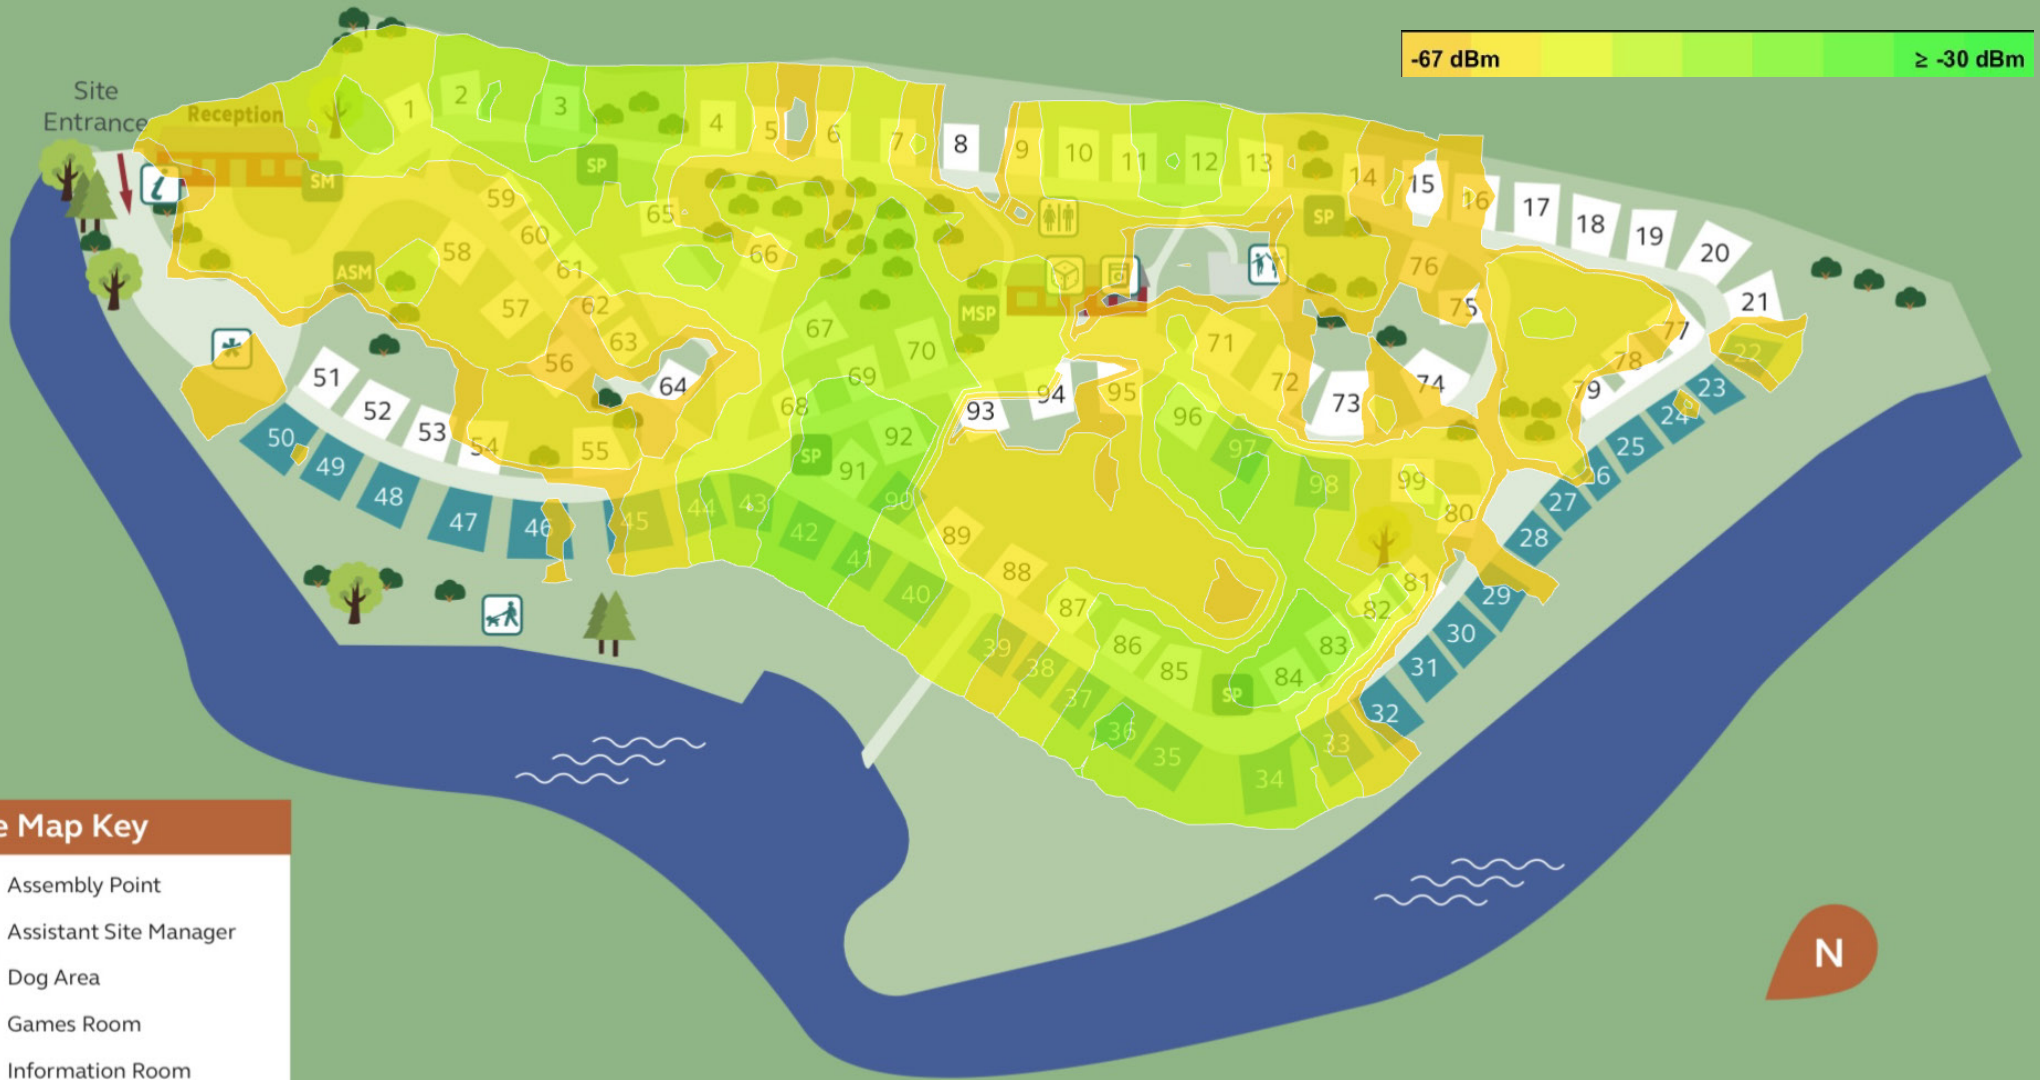 -67 dBm ≥ -30 dBm
Site
Entrance
Reception
SM
ASM
SP
SP
MSP
SP
SP
1 2 3 4 5 6 7 8 9 10 11 12 13 14 15 16 17 18 19 20 21
22 23 24 25 6 27 28 29 30 31 32 33 34 35 36 37 38 39 40 41 42 43 44 45 46 47 48 49 50
51 52 53 54 55 56 57 58 59 60 61 62 63 64 65 66 67 68 69 70 71 72 73 74 75 76 77 78 79 80 81 82 83 84 85 86 87 88 89 90 91 92 93 94 95 96 97 98 99
e Map Key
Assembly Point
Assistant Site Manager
Dog Area
Games Room
Information Room
N